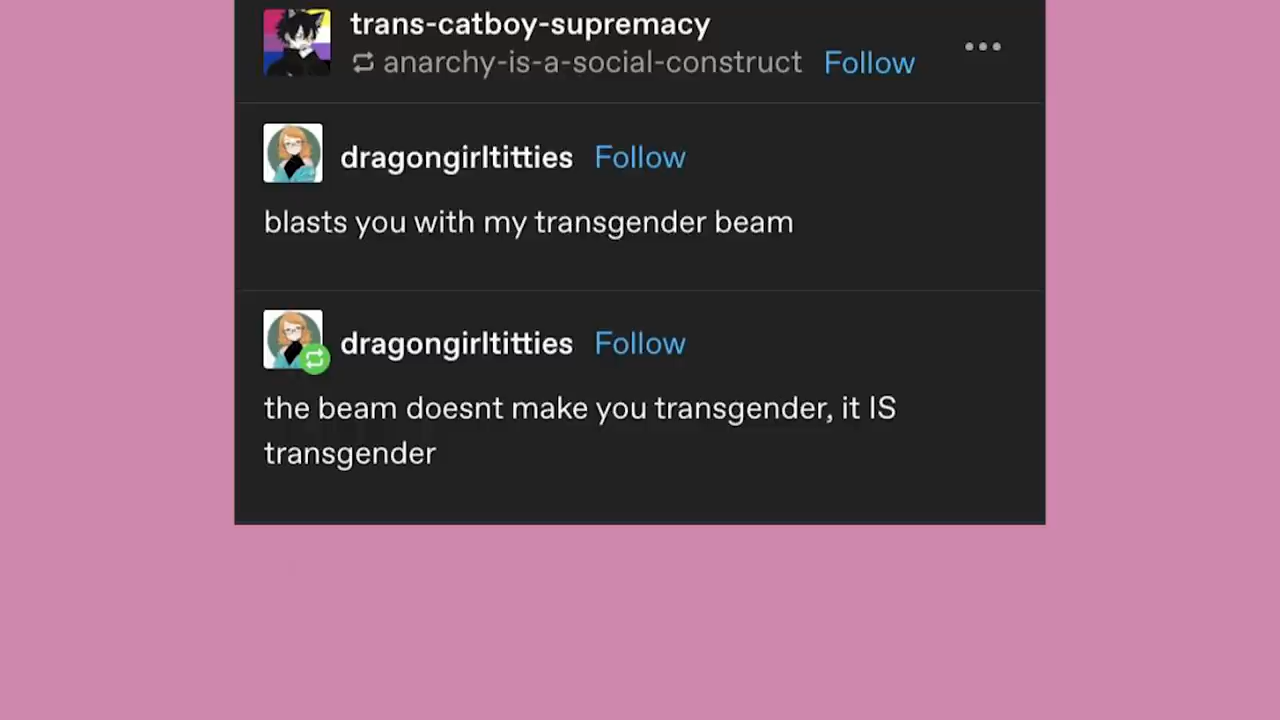 trans-catboy-supremacy
anarchy-is-a-social-construct Follow
dragongirltitties Follow
blasts you with my transgender beam
dragongirltitties Follow
the beam doesnt make you transgender, it IS
transgender